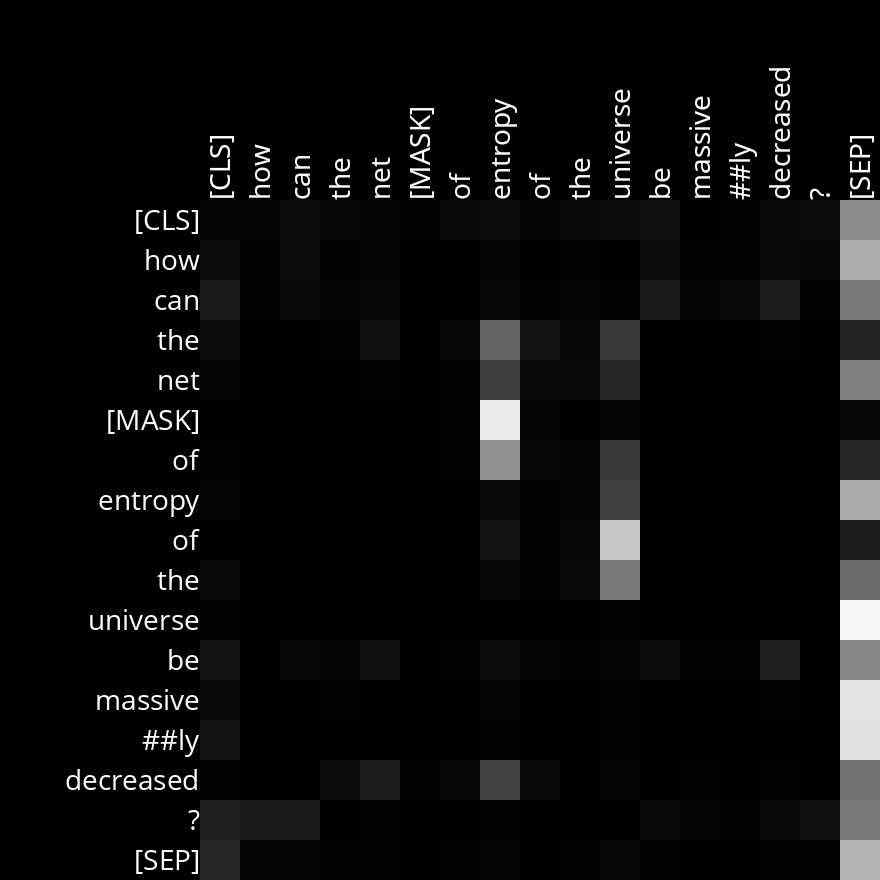 [CLS]
how
can
the
net
[MASK]
of
entropy
of
the
universe
be
massive
##ly
decreased
?
[SEP]
[CLS]
how
can
the
net
[MASK]
of
entropy
of
the
universe
be
massive
##ly
decreased
?
[SEP]